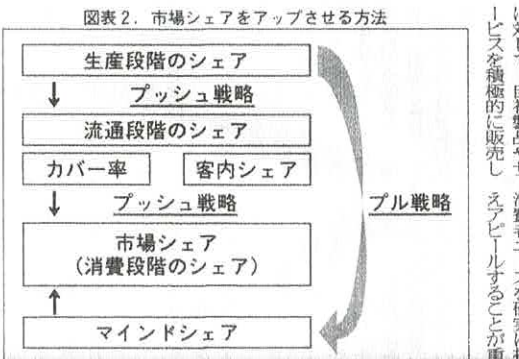 図表2．市場シェアをアップさせる方法
生産段階のシェア
プッシュ戦略
流通段階のシェア
カバー率
客内シェア
プッシュ戦略
プル戦略
市場シェア
（消費段階のシェア）
マインドシェア
ービスを積極的に販売し
えアピールすることが重